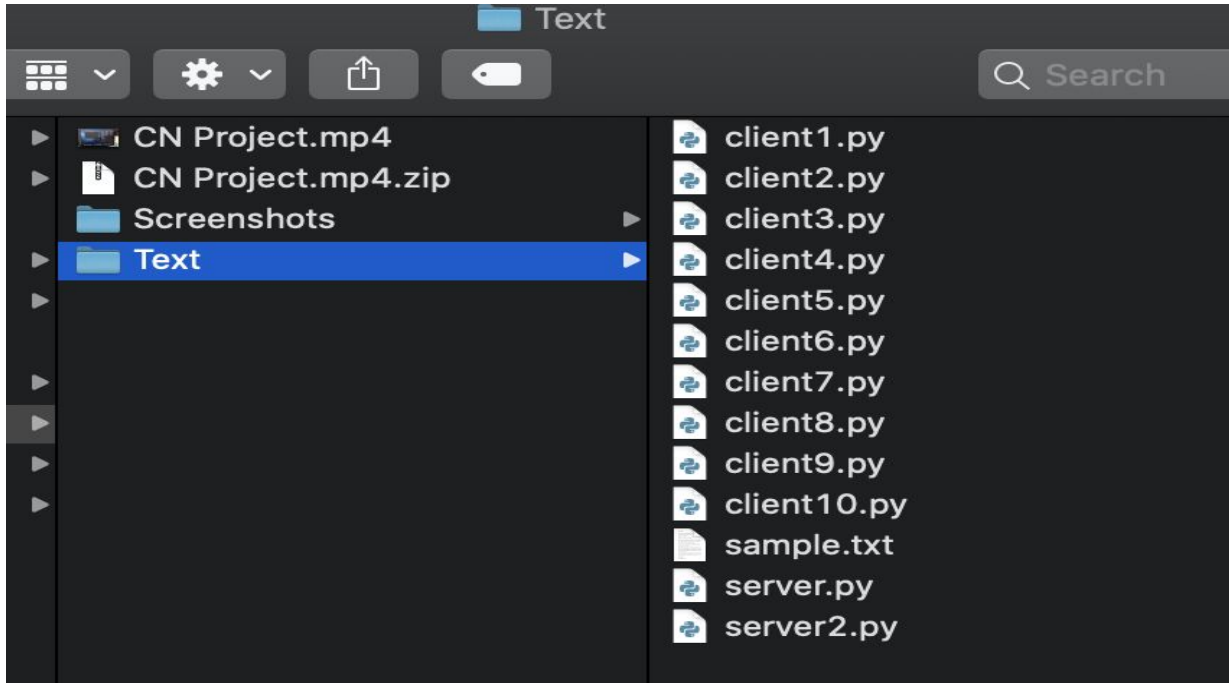 Text
Search
CN Project.mp4
CN Project.mp4.zip
Screenshots
Text
client1.py
client2.py
client3.py
client4.py
client5.py
client6.py
client7.py
client8.py
client9.py
client10.py
sample.txt
server.py
server2.py